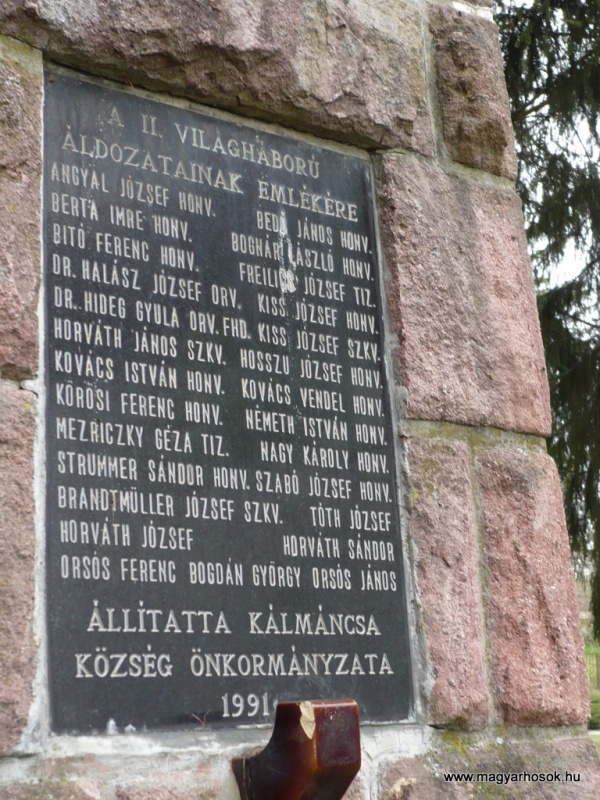 A II. VILÁGHÁBORÚ
ÁLDOZATAINAK EMLÉKÉRE
ANGYAL JÓZSEF HONV. BEDŐ JÁNOS HONV.
BERTA IMRE HONV. BOGNÁR LÁSZLÓ HONV.
BITÓ FERENC HONV. FREILICH JÓZSEF TIZ.
DR. HALÁSZ JÓZSEF ORV. KISS JÓZSEF HONV.
DR. HIDEG GYULA ORV. FHD. KISS JÓZSEF SZKV.
HORVÁTH JÁNOS SZKV. HOSSZU JÓZSEF HONV.
KOVÁCS ISTVÁN HONV. KOVÁCS VENDEL HONV.
KÖRÖSI FERENC HONV. NÉMETH ISTVÁN HONV.
MEZRICZKY GÉZA TIZ. NAGY KÁROLY HONV.
STRUMMER SÁNDOR HONV. SZABÓ JÓZSEF HONV.
BRANDTMÜLLER JÓZSEF SZKV. TÓTH JÓZSEF
HORVÁTH JÓZSEF HORVÁTH SÁNDOR
ORSÓS FERENC BOGDÁN GYÖRGY ORSÓS JÁNOS
ÁLLÍTATTA KÁLMÁNCSA
KÖZSÉG ÖNKORMÁNYZATA
1991
www.magyarhosok.hu